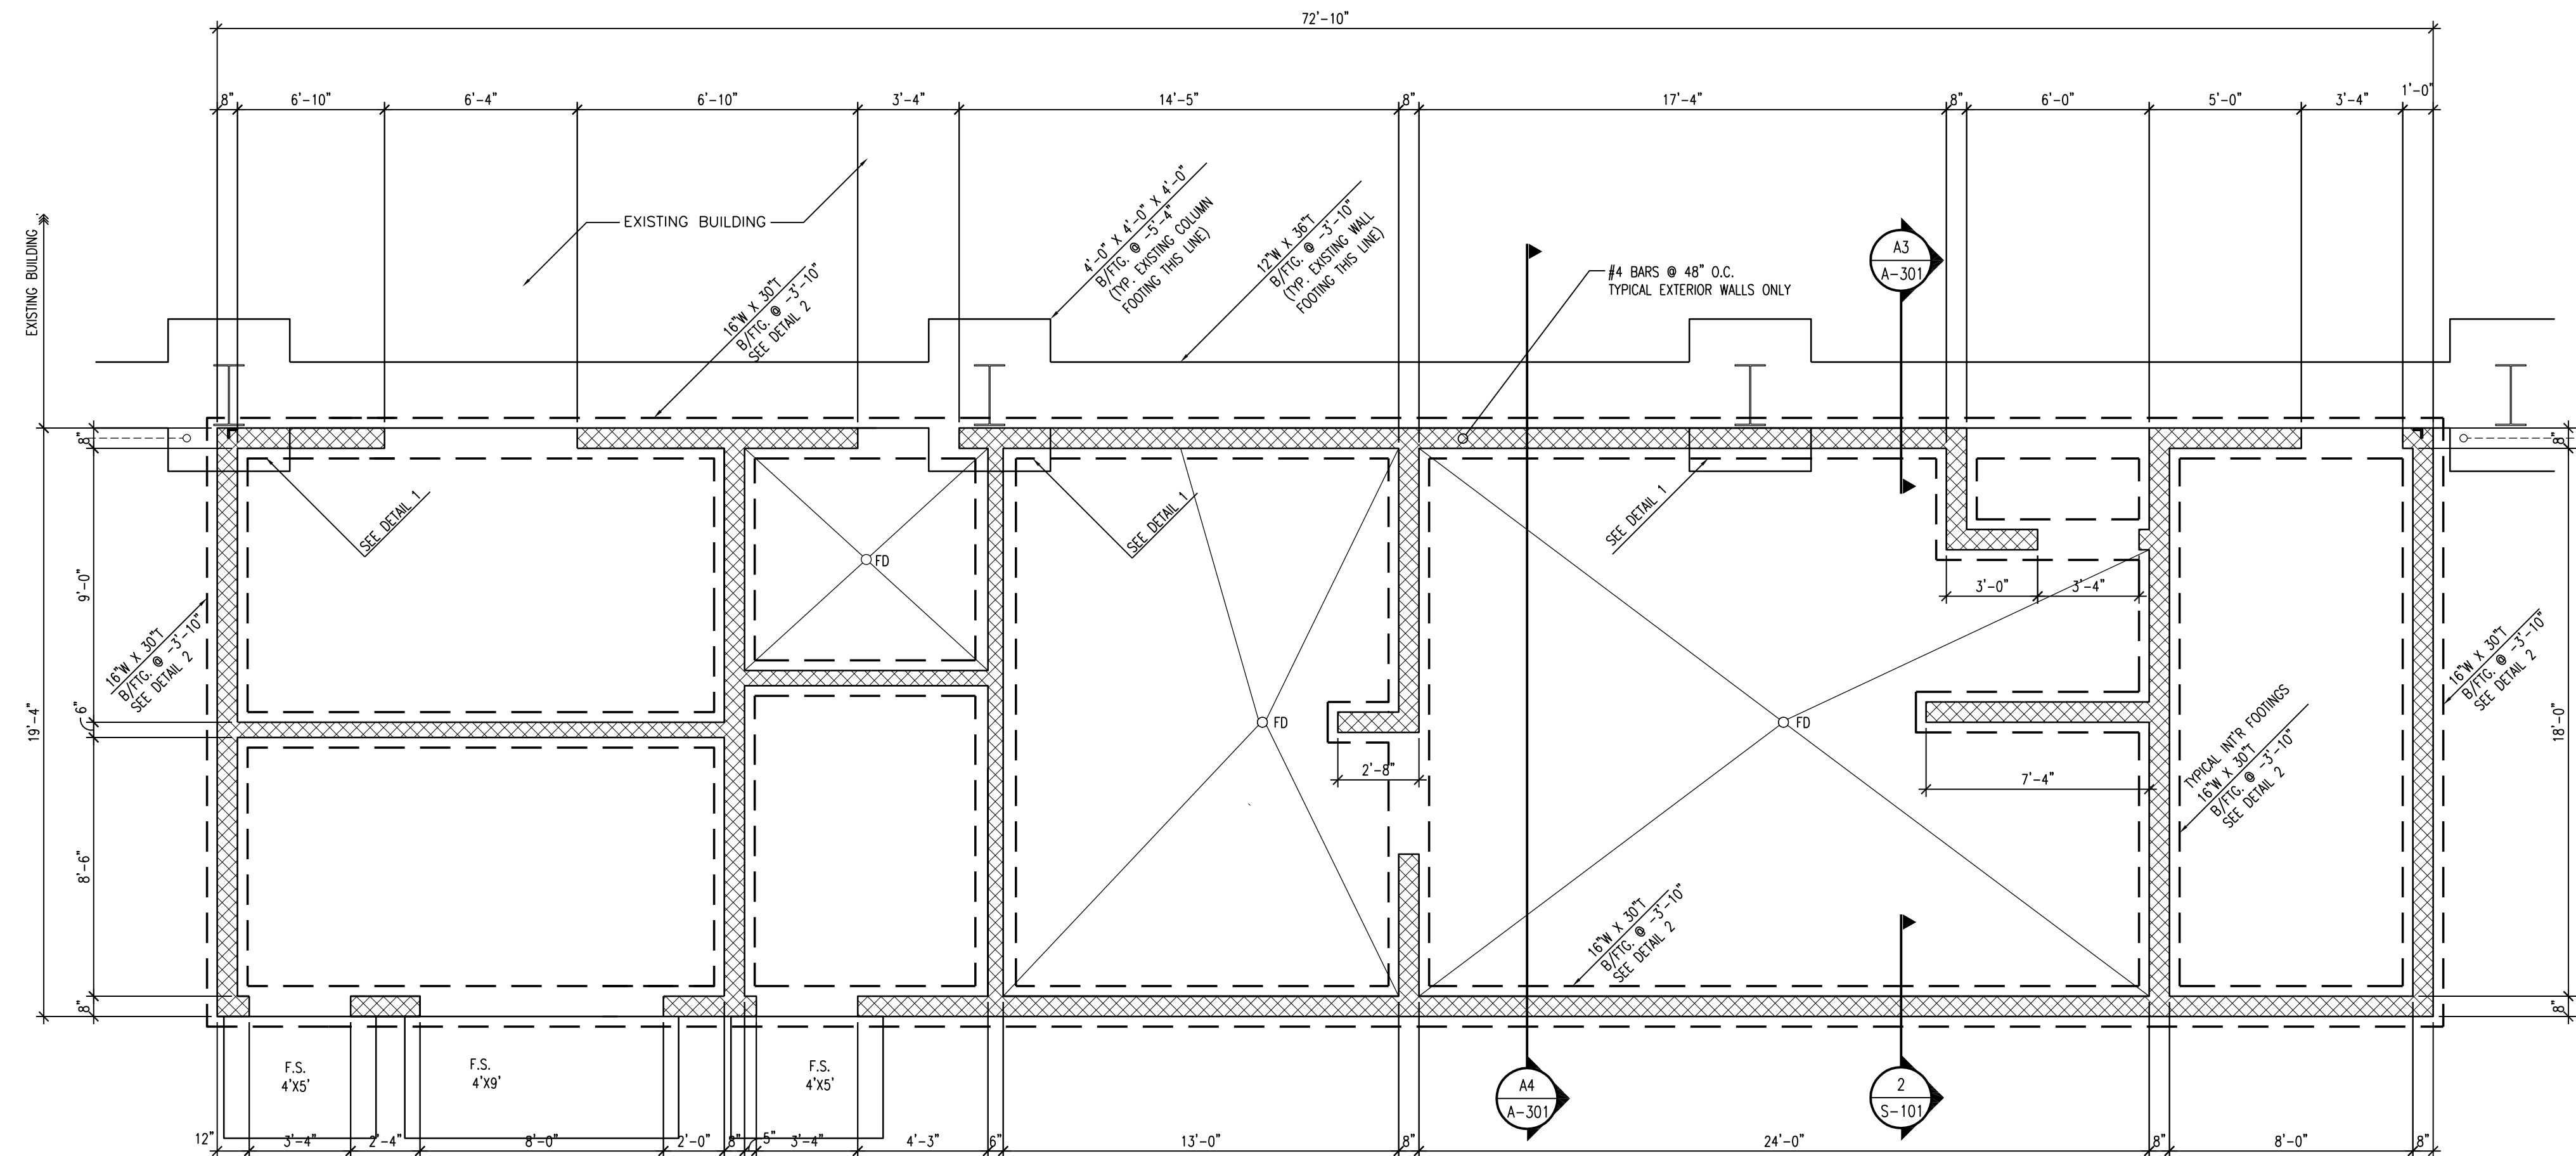 72'-10"
8"
6'-10"
6'-4"
6'-10"
3'-4"
14'-5"
8"
17'-4"
8"
6'-0"
5'-0"
3'-4"
1'-0"
EXISTING BUILDING
EXISTING BUILDING
16"W X 30"T
B/FTG. @ -3'-10"
SEE DETAIL 2
4'-0" X 4'-0" X 4'-0"
B/FTG. @ -5'-4"
(TYP. EXISTING COLUMN
FOOTING THIS LINE)
12"W X 36"T
B/FTG. @ -3'-10"
(TYP. EXISTING WALL
FOOTING THIS LINE)
#4 BARS @ 48" O.C.
TYPICAL EXTERIOR WALLS ONLY
A3
A-301
8"
9'-0"
6"
8'-6"
8"
19'-4"
16"W X 30"T
B/FTG. @ -3'-10"
SEE DETAIL 2
SEE DETAIL 1
FD
SEE DETAIL 1
FD
2'-8"
SEE DETAIL 1
FD
3'-0"
3'-4"
7'-4"
TYPICAL INT'R FOOTINGS
16"W X 30"T
B/FTG. @ -3'-10"
SEE DETAIL 2
16"W X 30"T
B/FTG. @ -3'-10"
SEE DETAIL 2
8"
18'-0"
8"
16"W X 30"T
B/FTG. @ -3'-10"
SEE DETAIL 2
F.S.
4'X5'
F.S.
4'X9'
F.S.
4'X5'
A4
A-301
2
S-101
12"
3'-4"
2'-4"
8'-0"
2'-0"
8"
5"
3'-4"
4'-3"
6"
13'-0"
8"
24'-0"
8"
8'-0"
8"